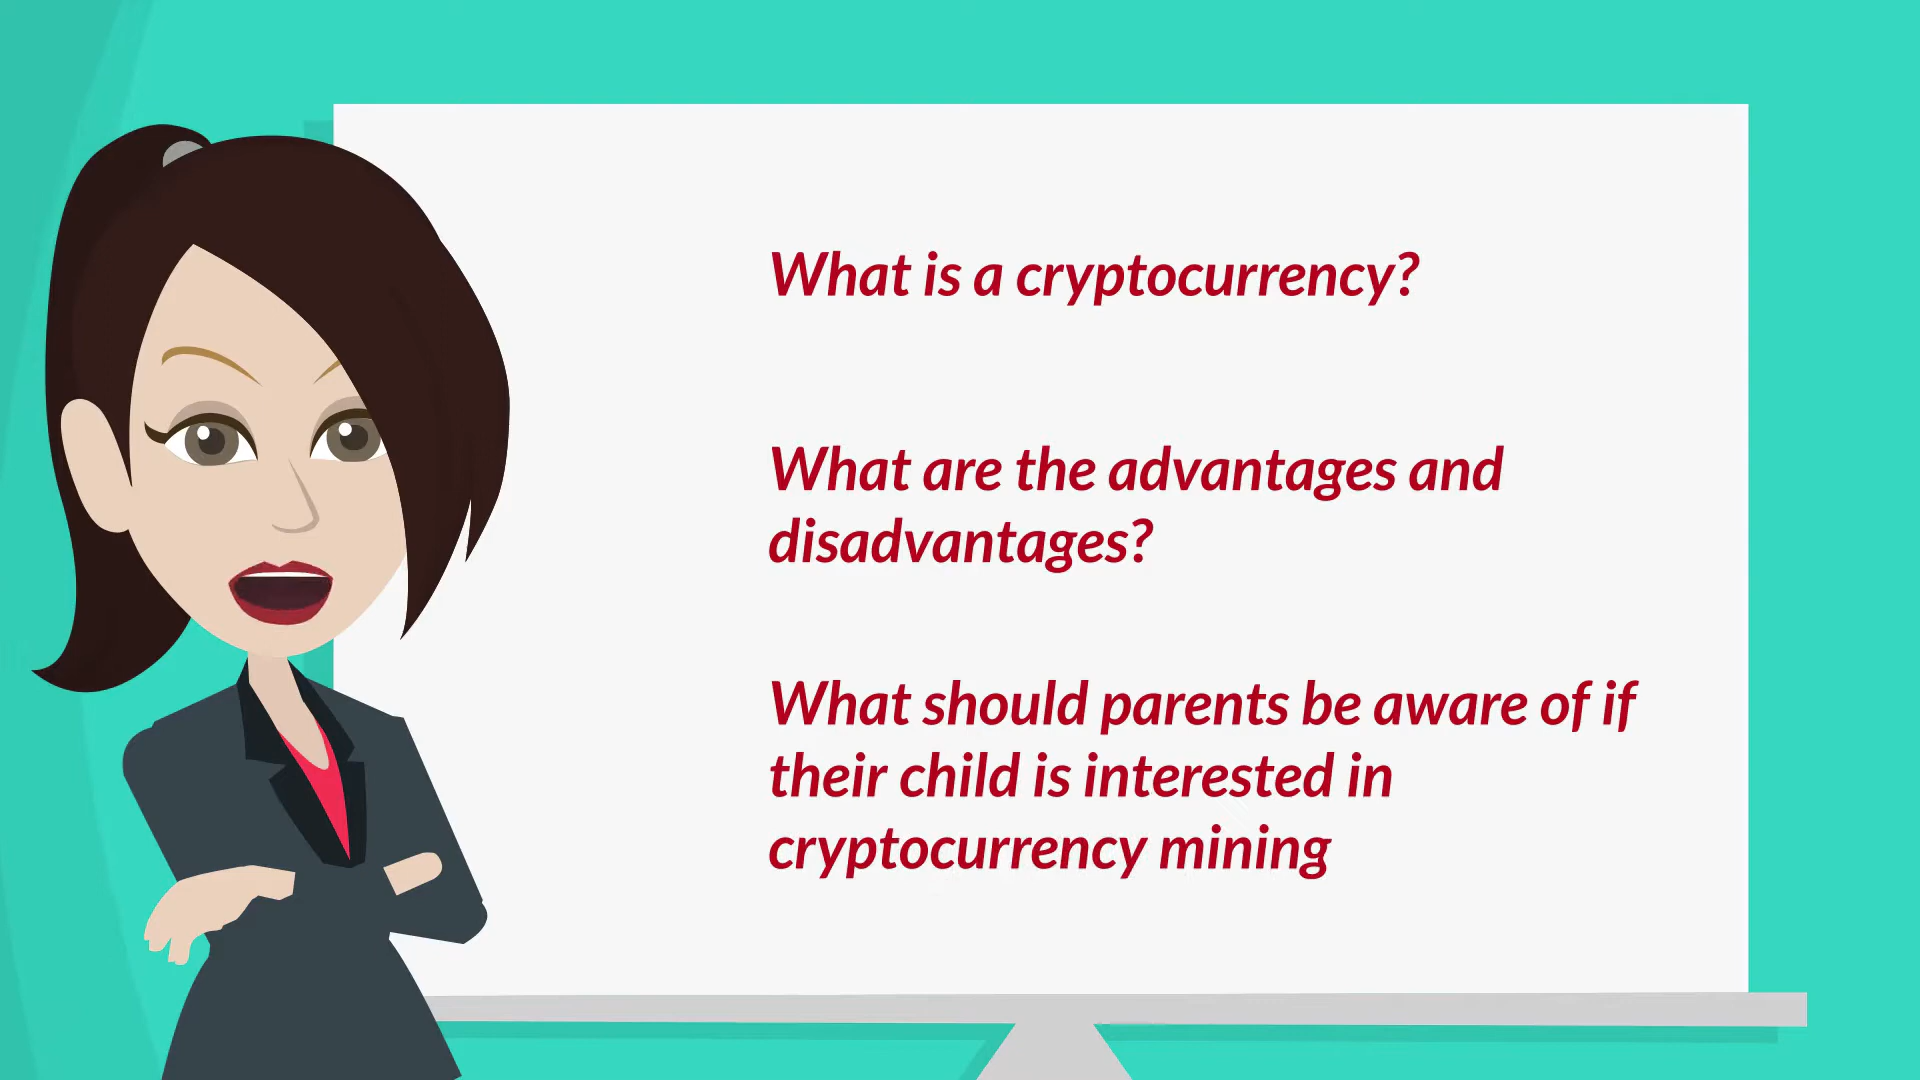 What is a cryptocurrency?
What are the advantages and
disadvantages?
What should parents be aware of if
their child is interested in
cryptocurrency mining